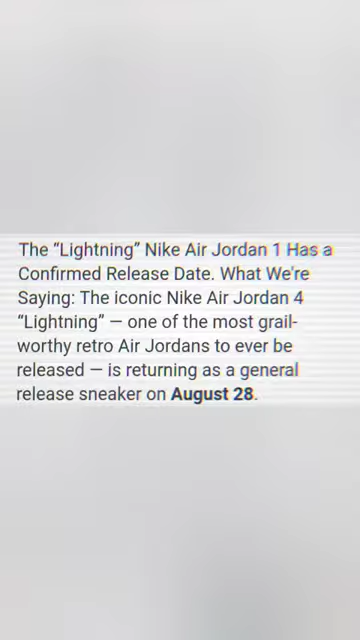 The “Lightning” Nike Air Jordan 1 Has a
Confirmed Release Date. What We're
Saying: The iconic Nike Air Jordan 4
“Lightning” — one of the most grail-
worthy retro Air Jordans to ever be
released — is returning as a general
release sneaker on August 28.